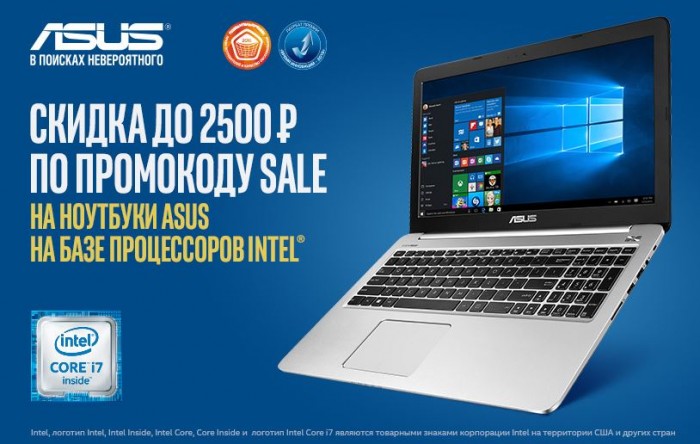 ASUS
В ПОИСКАХ НЕВЕРОЯТНОГО
СКИДКА ДО 2500 ₽
ПО ПРОМОКОДУ SALE
НА НОУТБУКИ ASUS
НА БАЗЕ ПРОЦЕССОРОВ INTEL®
ASUS
intel
CORE i7
inside™
Intel, логотип Intel, Intel Inside, Intel Core, Core Inside и логотип Intel Core i7 являются товарными знаками корпорации Intel на территории США и других стран